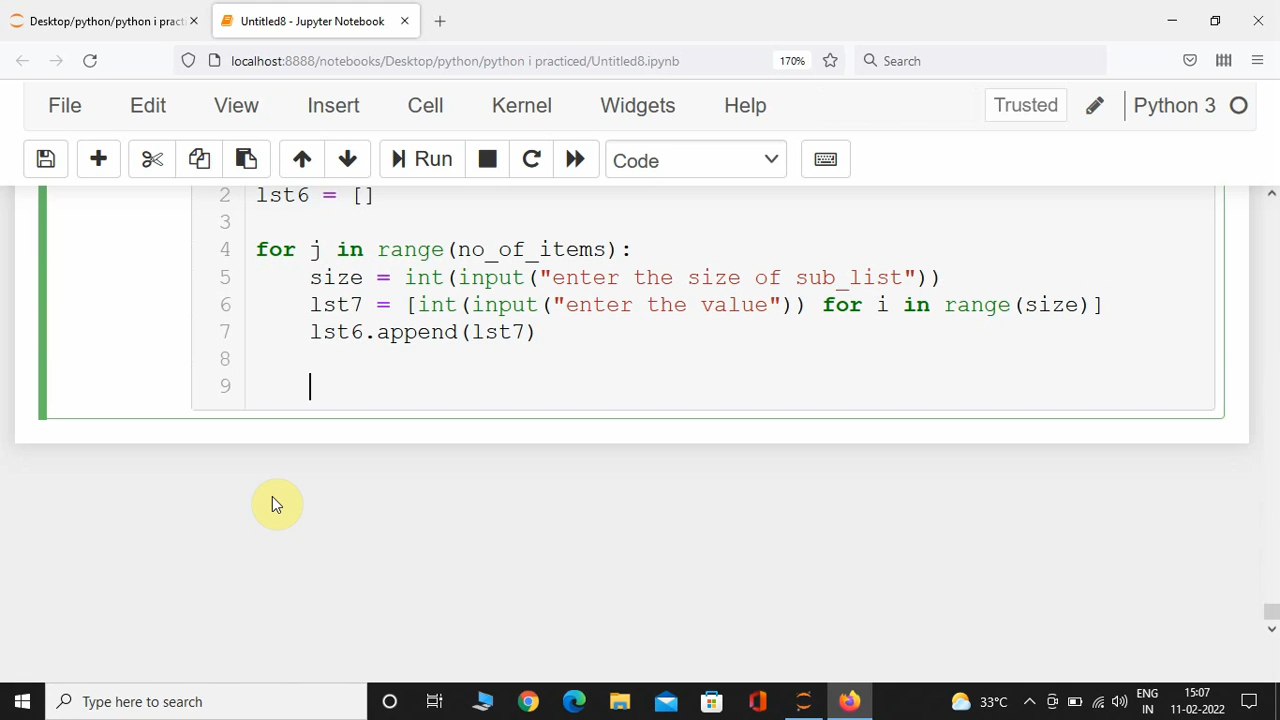 Desktop/python/python i practi
Untitled8 - Jupyter Notebook
localhost:8888/notebooks/Desktop/python/python i practiced/Untitled8.ipynb
170%
Search
File Edit View Insert Cell Kernel Widgets Help
Trusted
Python 3
Run
Code
2 lst6 = []
3
4 for j in range(no_of_items):
5 size = int(input("enter the size of sub_list"))
6 lst7 = [int(input("enter the value")) for i in range(size)]
7 lst6.append(lst7)
8
9
Type here to search
33°C
ENG
IN
15:07
11-02-2022